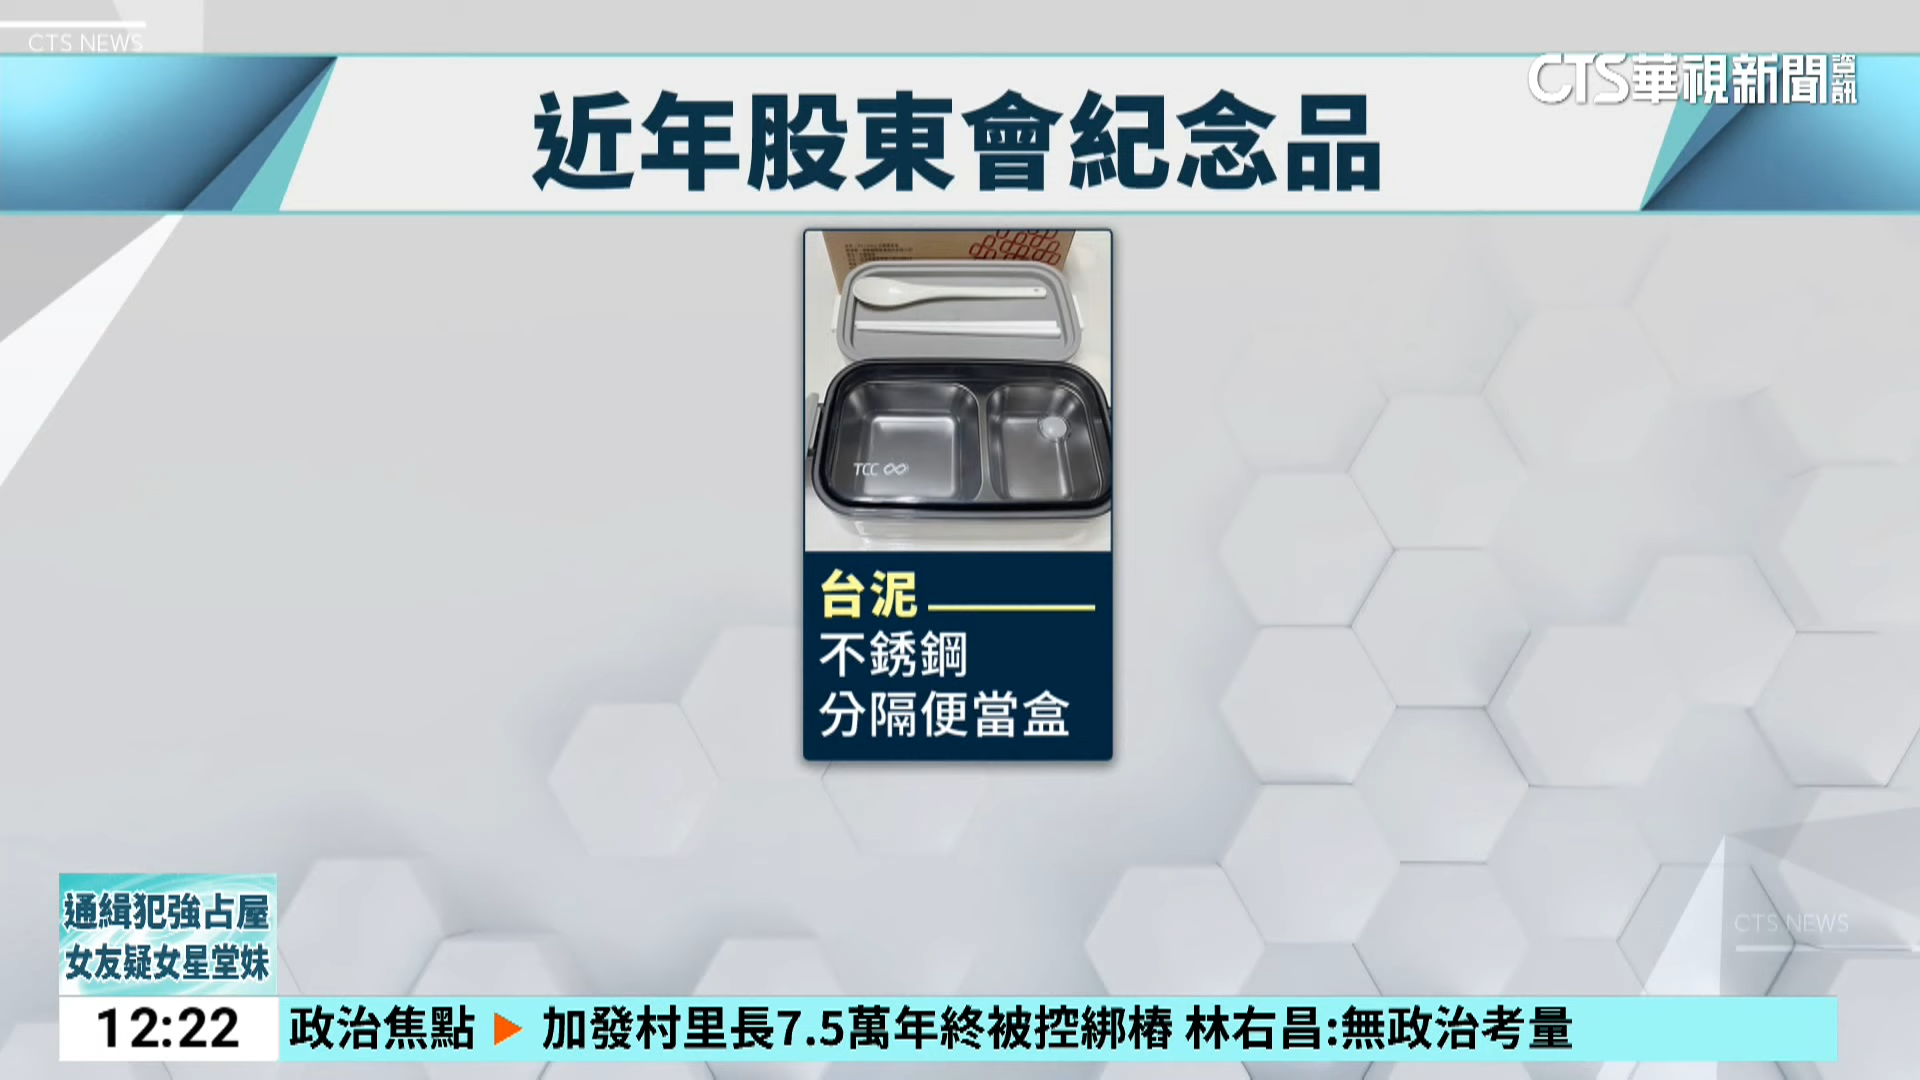 CTS NEWS
近年股東會紀念品
CTS華視新聞資訊
TCC
台泥
不銹鋼
分隔便當盒
CTS NEWS
通緝犯強占屋
女友疑女星堂妹
12:22
政治焦點 ▶ 加發村里長7.5萬年終被控綁樁 林右昌:無政治考量